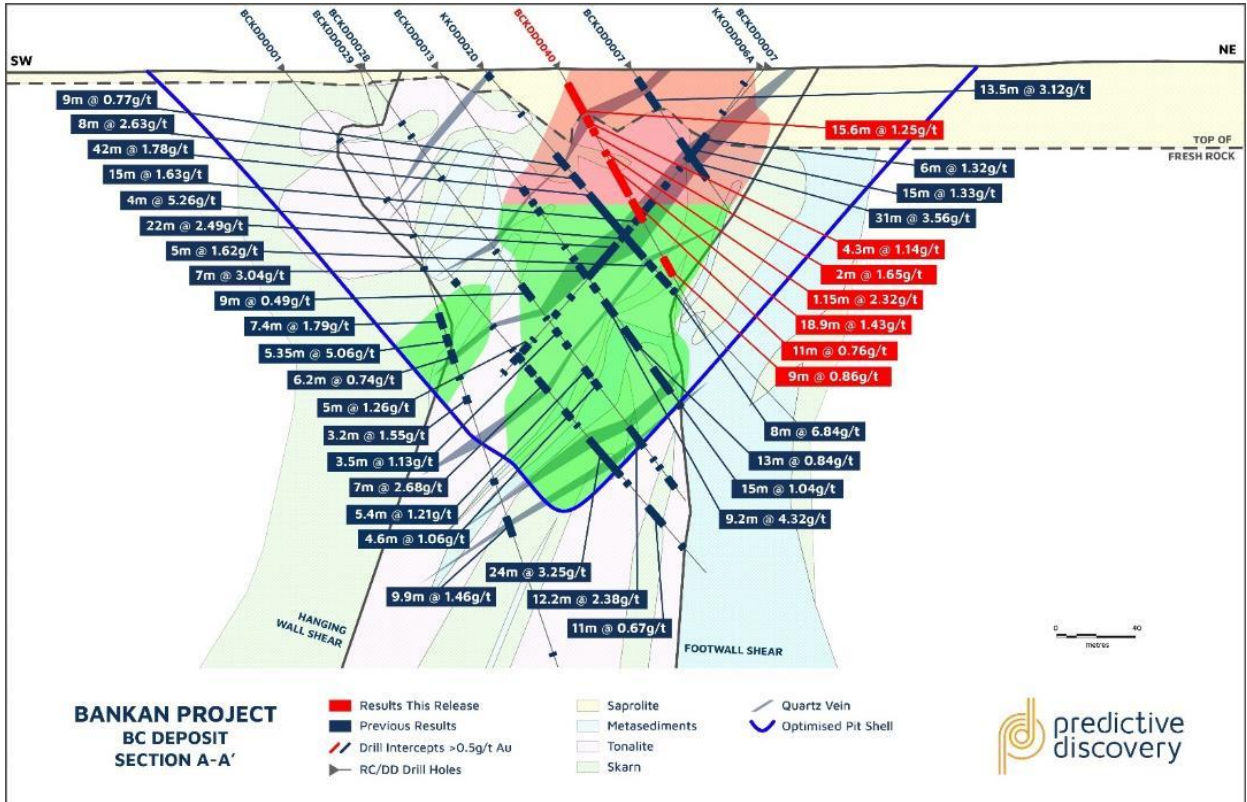 BCKDD0001
BCKDD0029
BCKDD0028
BCKDD0013
KKODD020
BCKDD0040
BCKDD0007
KKODD006A
BCKDD0007
SW
NE
9m @ 0.77g/t
8m @ 2.63g/t
42m @ 1.78g/t
15m @ 1.63g/t
4m @ 5.26g/t
22m @ 2.49g/t
5m @ 1.62g/t
7m @ 3.04g/t
9m @ 0.49g/t
7.4m @ 1.79g/t
5.35m @ 5.06g/t
6.2m @ 0.74g/t
5m @ 1.26g/t
3.2m @ 1.55g/t
3.5m @ 1.13g/t
7m @ 2.68g/t
5.4m @ 1.21g/t
4.6m @ 1.06g/t
9.9m @ 1.46g/t
24m @ 3.25g/t
12.2m @ 2.38g/t
11m @ 0.67g/t
13.5m @ 3.12g/t
15.6m @ 1.25g/t
TOP OF
FRESH ROCK
6m @ 1.32g/t
15m @ 1.33g/t
31m @ 3.56g/t
4.3m @ 1.14g/t
2m @ 1.65g/t
1.15m @ 2.32g/t
18.9m @ 1.43g/t
11m @ 0.76g/t
9m @ 0.86g/t
8m @ 6.84g/t
13m @ 0.84g/t
15m @ 1.04g/t
9.2m @ 4.32g/t
HANGING
WALL SHEAR
FOOTWALL SHEAR
0 40
metres
BANKAN PROJECT
BC DEPOSIT
SECTION A-A'
Results This Release
Previous Results
Drill Intercepts >0.5g/t Au
RC/DD Drill Holes
Saprolite
Metasediments
Tonalite
Skarn
Quartz Vein
Optimised Pit Shell
predictive
discovery